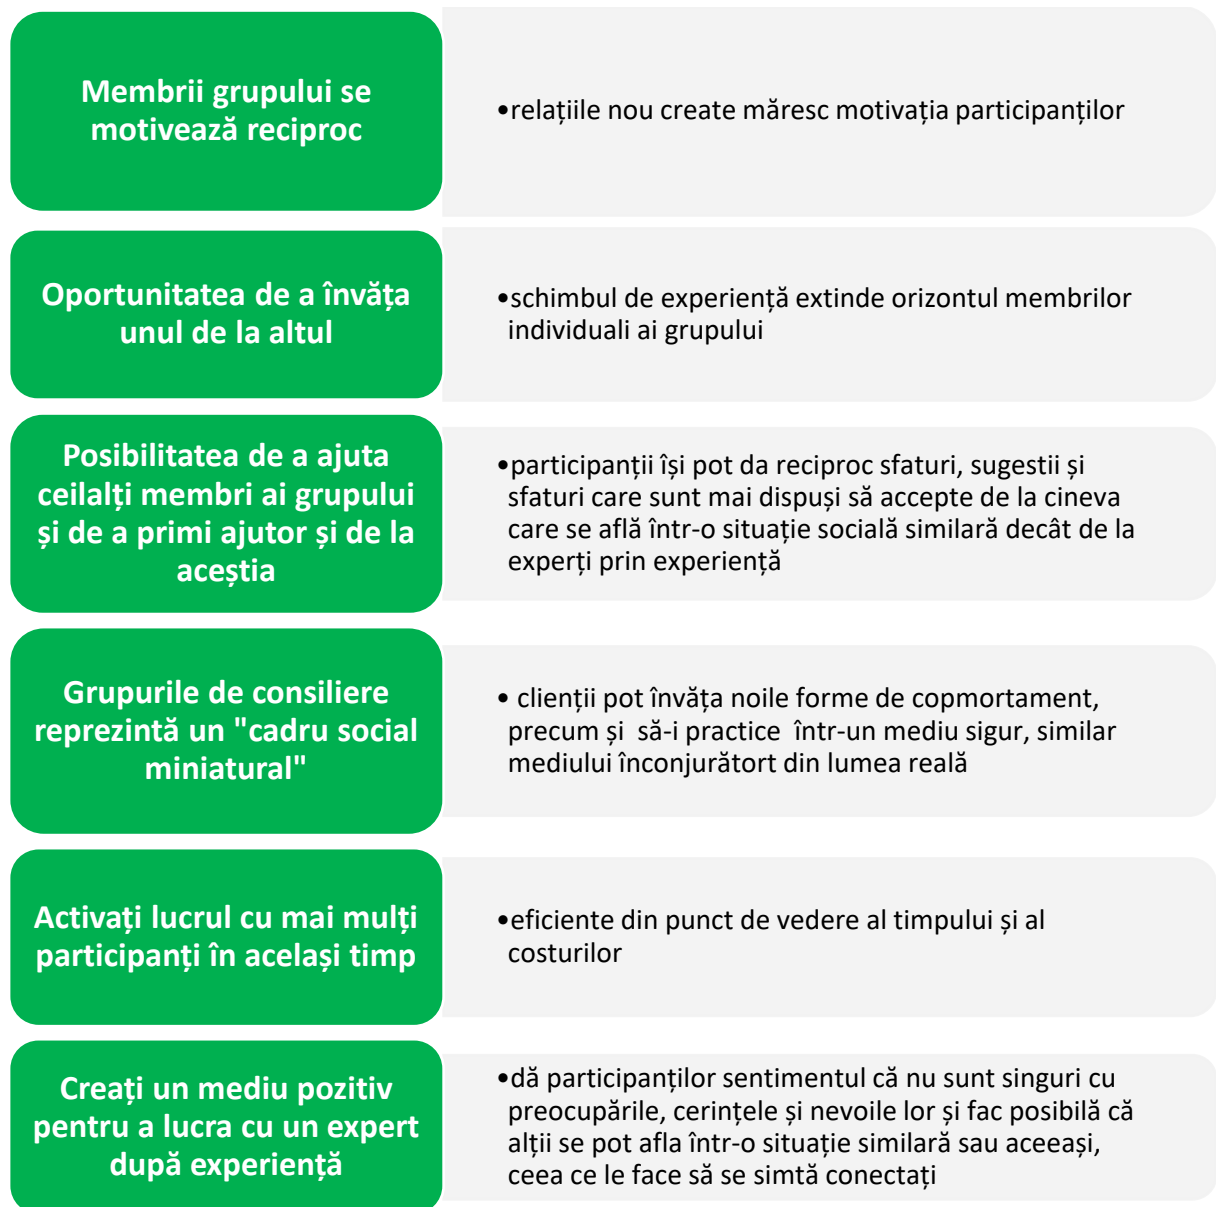 Membrii grupului se
motivează reciproc
•relațiile nou create măresc motivația participanților
Oportunitatea de a învăța
unul de la altul
•schimbul de experiență extinde orizontul membrilor
individuali ai grupului
Posibilitatea de a ajuta
ceilalți membri ai grupului
și de a primi ajutor și de la
aceștia
•participanții își pot da reciproc sfaturi, sugestii și
sfaturi care sunt mai dispuși să accepte de la cineva
care se află într-o situație socială similară decât de la
experți prin experiență
Grupurile de consiliere
reprezintă un "cadru social
miniatural"
• clienții pot învăța noile forme de copmortament,
precum și să-i practice într-un mediu sigur, similar
mediului înconjurătort din lumea reală
Activați lucrul cu mai mulți
participanți în același timp
•eficiente din punct de vedere al timpului și al
costurilor
Creați un mediu pozitiv
pentru a lucra cu un expert
după experiență
•dă participanților sentimentul că nu sunt singuri cu
preocupările, cerințele și nevoile lor și fac posibilă că
alții se pot afla într-o situație similară sau aceeași,
ceea ce le face să se simtă conectați